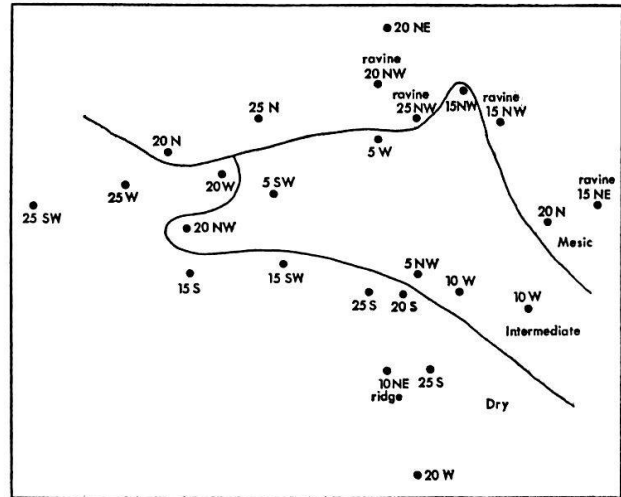 20 NE
ravine
20 NW
25 N
ravine
25 NW
15NW
ravine
15 NW
20 N
5 W
20 W
5 SW
25 W
25 SW
ravine
15 NE
20 N
20 NW
Mesic
15 S
15 SW
5 NW
25 S
20 S
10 W
10 W
Intermediate
10NE
ridge
25 S
Dry
20 W